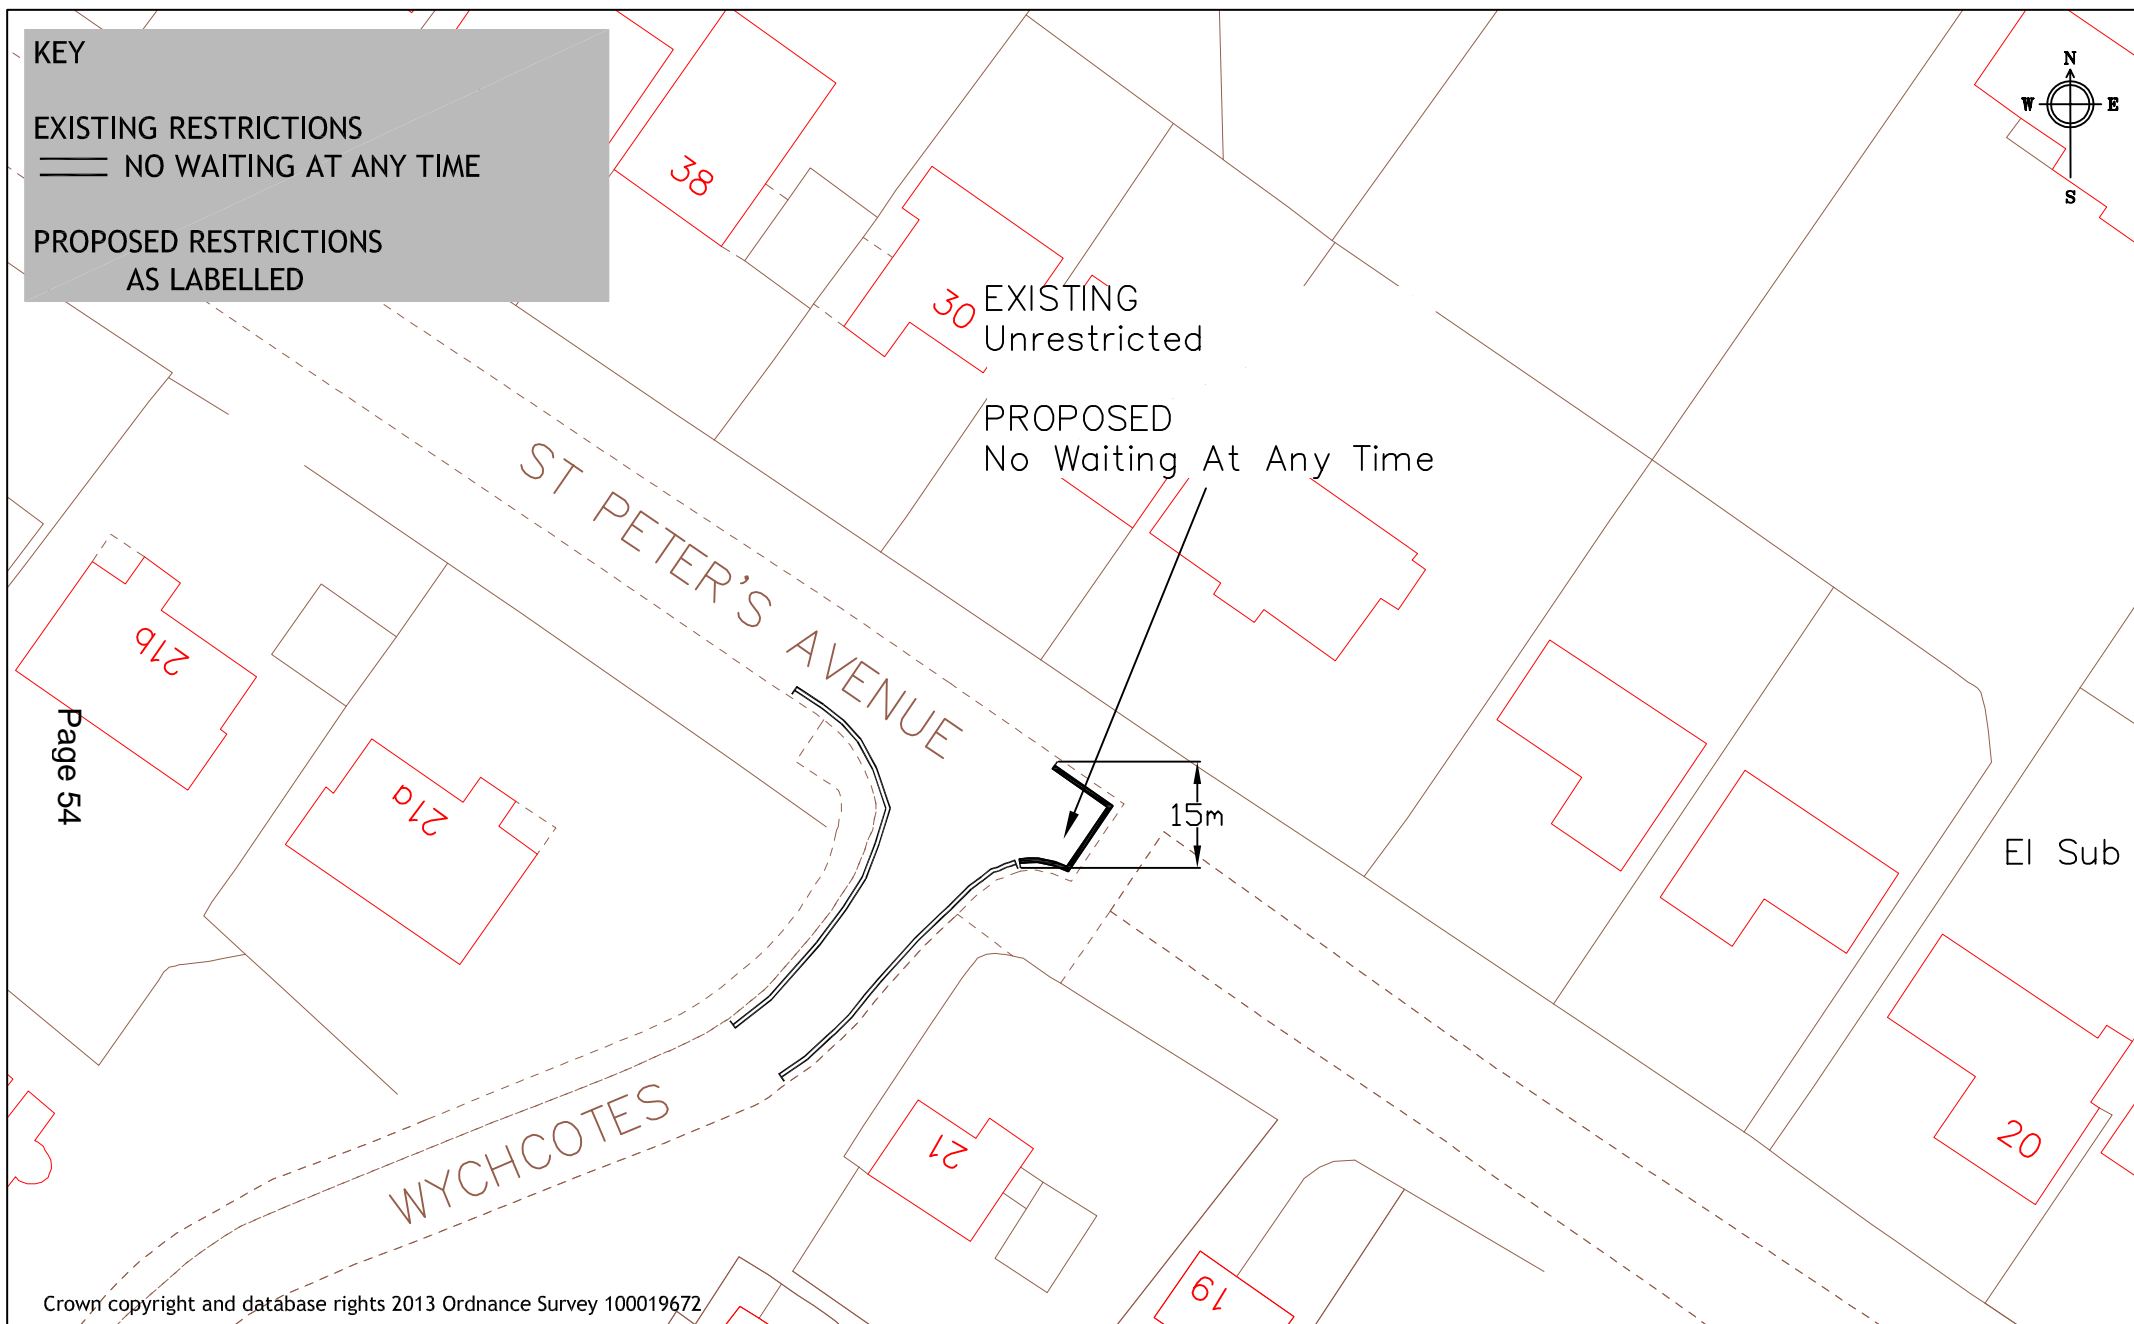 KEY
EXISTING RESTRICTIONS
NO WAITING AT ANY TIME
PROPOSED RESTRICTIONS
AS LABELLED
N
W E
S
38
30
EXISTING
Unrestricted
PROPOSED
No Waiting At Any Time
ST PETER'S AVENUE
21b
21a
Page 54
15m
El Sub
WYCHCOTES
21
20
19
Crown copyright and database rights 2013 Ordnance Survey 100019672